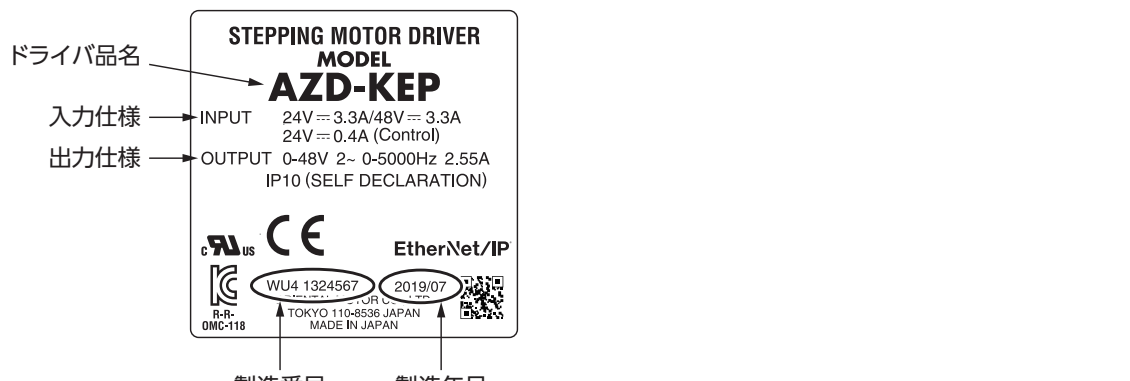 STEPPING MOTOR DRIVER
MODEL
ドライバ品名
AZD-KEP
入力仕様
INPUT 24V⎓3.3A/48V⎓3.3A
24V⎓0.4A (Control)
出力仕様
OUTPUT 0-48V 2~ 0-5000Hz 2.55A
IP10 (SELF DECLARATION)
c RU us CE EtherNet/IP
WU4 1324567 2019/07
R-R-
OMC-118
TOKYO 110-8536 JAPAN
MADE IN JAPAN